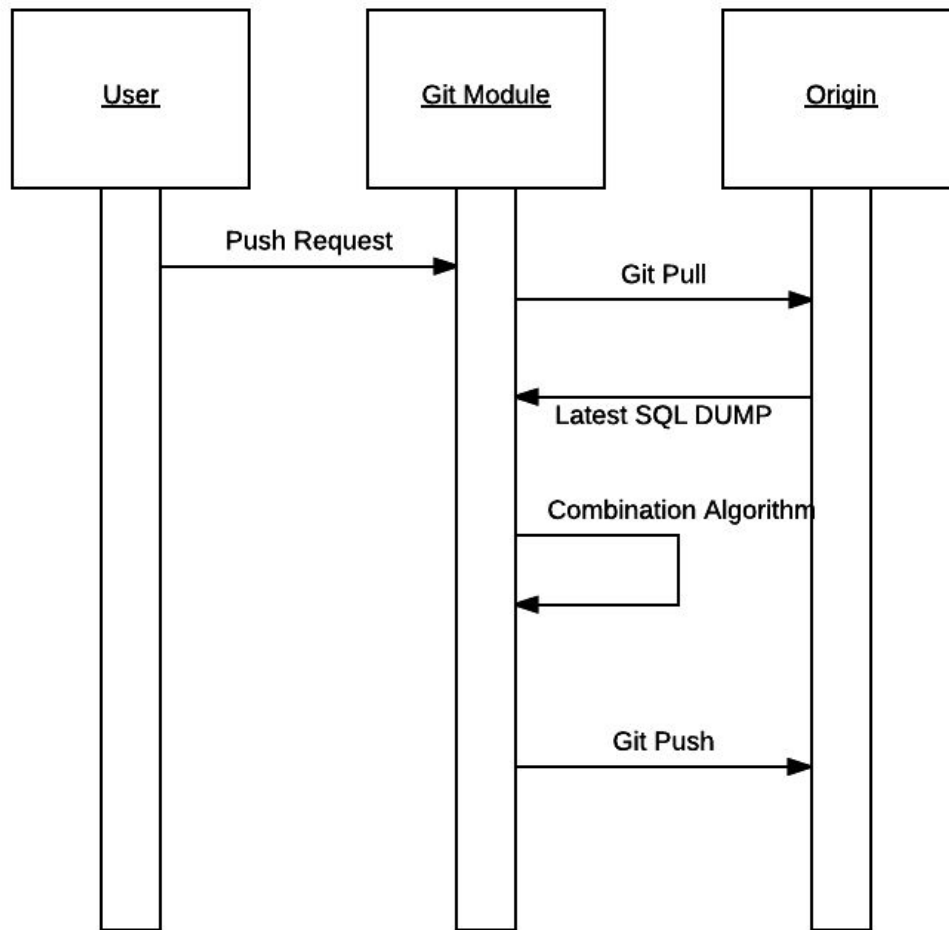 User
Git Module
Origin
Push Request
Git Pull
Latest SQL DUMP
Combination Algorithm
Git Push